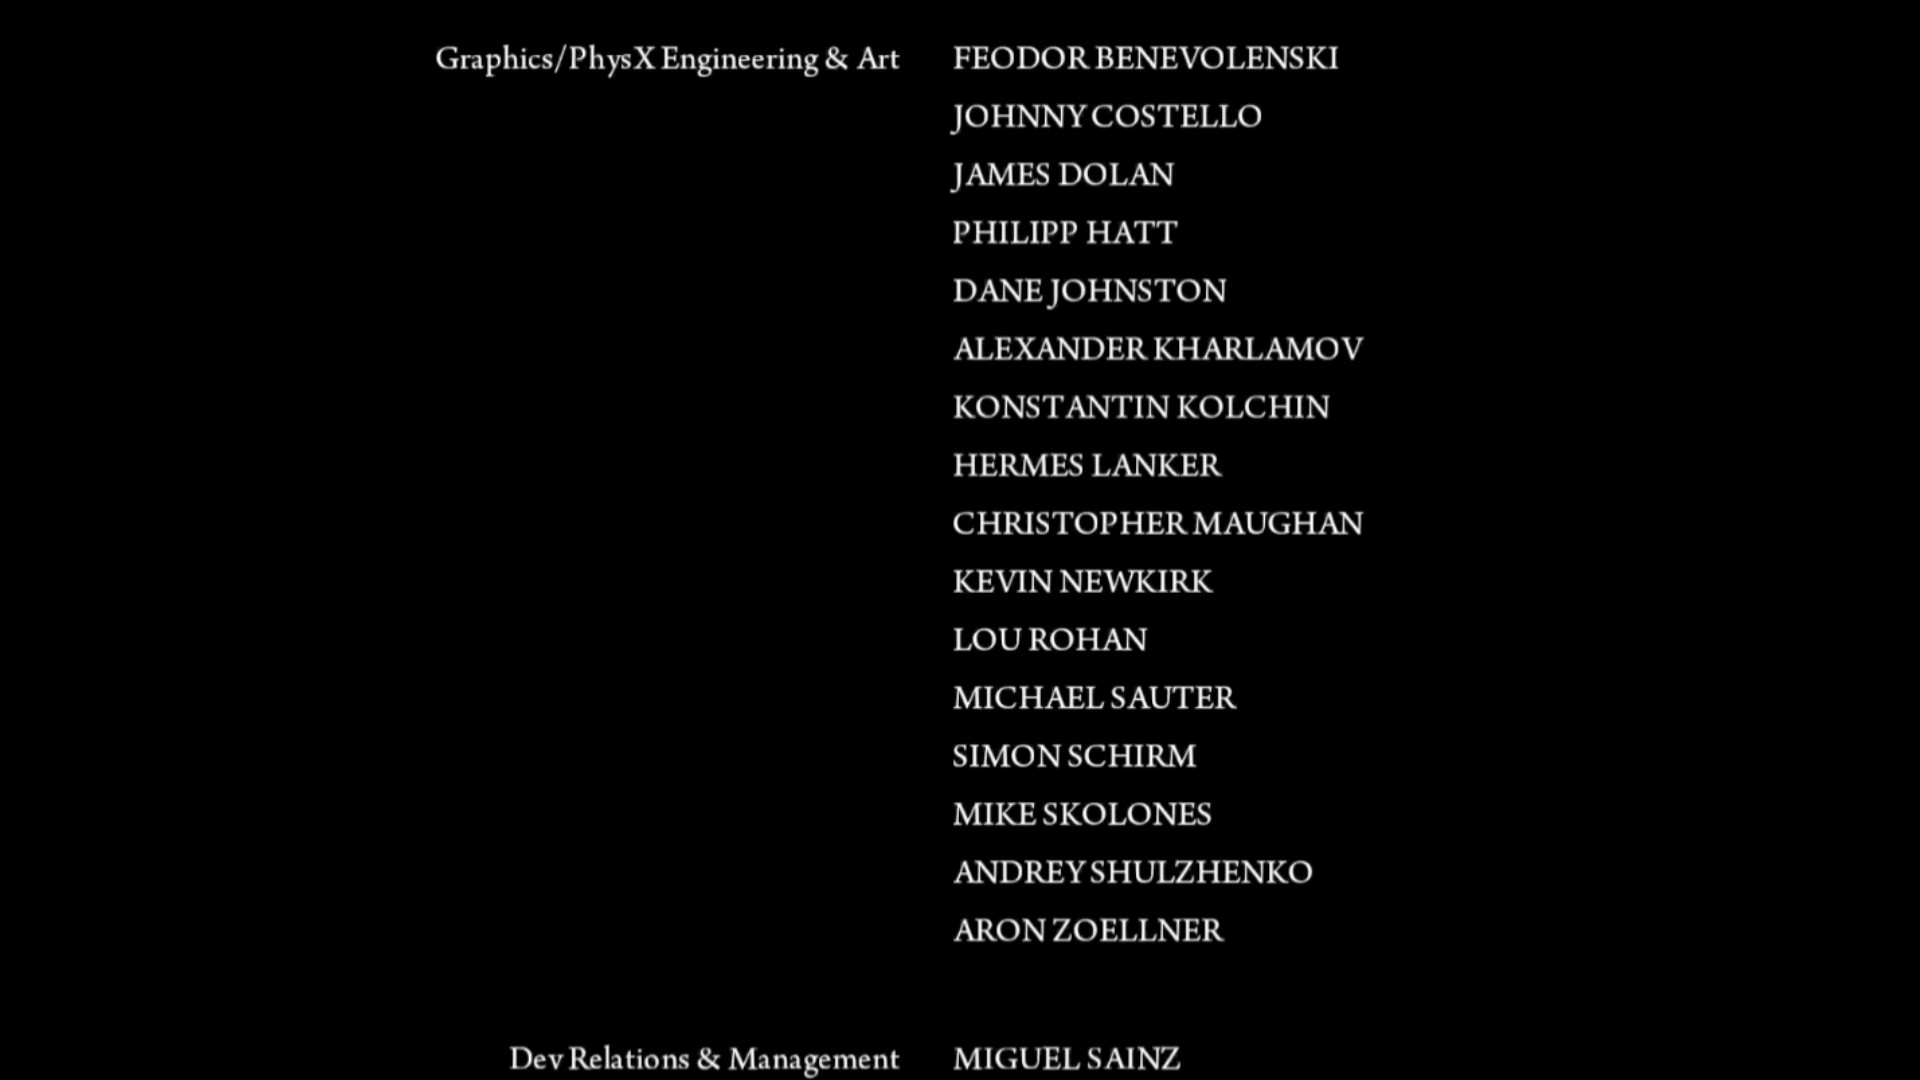 Graphics/PhysX Engineering & Art FEODOR BENEVOLENSKI
JOHNNY COSTELLO
JAMES DOLAN
PHILIPP HATT
DANE JOHNSTON
ALEXANDER KHARLAMOV
KONSTANTIN KOLCHIN
HERMES LANKER
CHRISTOPHER MAUGHAN
KEVIN NEWKIRK
LOU ROHAN
MICHAEL SAUTER
SIMON SCHIRM
MIKE SKOLONES
ANDREY SHULZHENKO
ARON ZOELLNER
Dev Relations & Management MIGUEL SAINZ